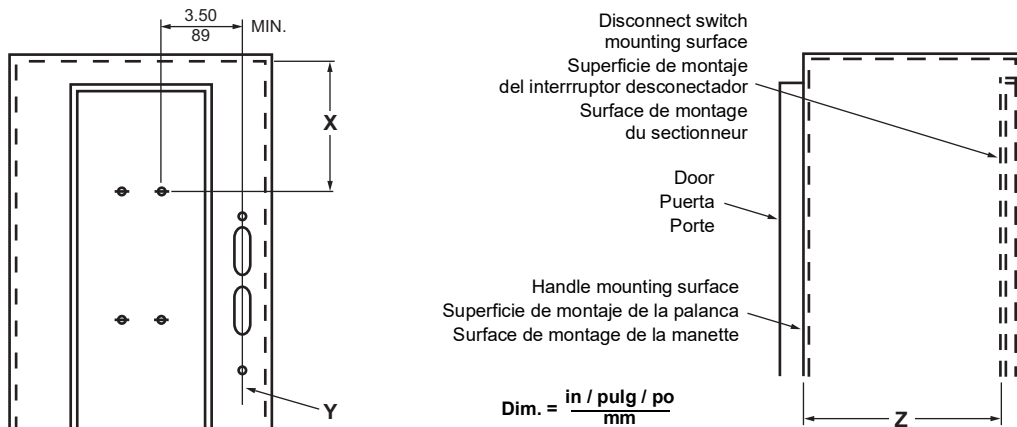 3.50
89
MIN.
X
Y
Disconnect switch
mounting surface
Superficie de montaje
del interrruptor desconectador
Surface de montage
du sectionneur
Door
Puerta
Porte
Handle mounting surface
Superficie de montaje de la palanca
Surface de montage de la manette
Dim. = in / pulg / po
mm
Z